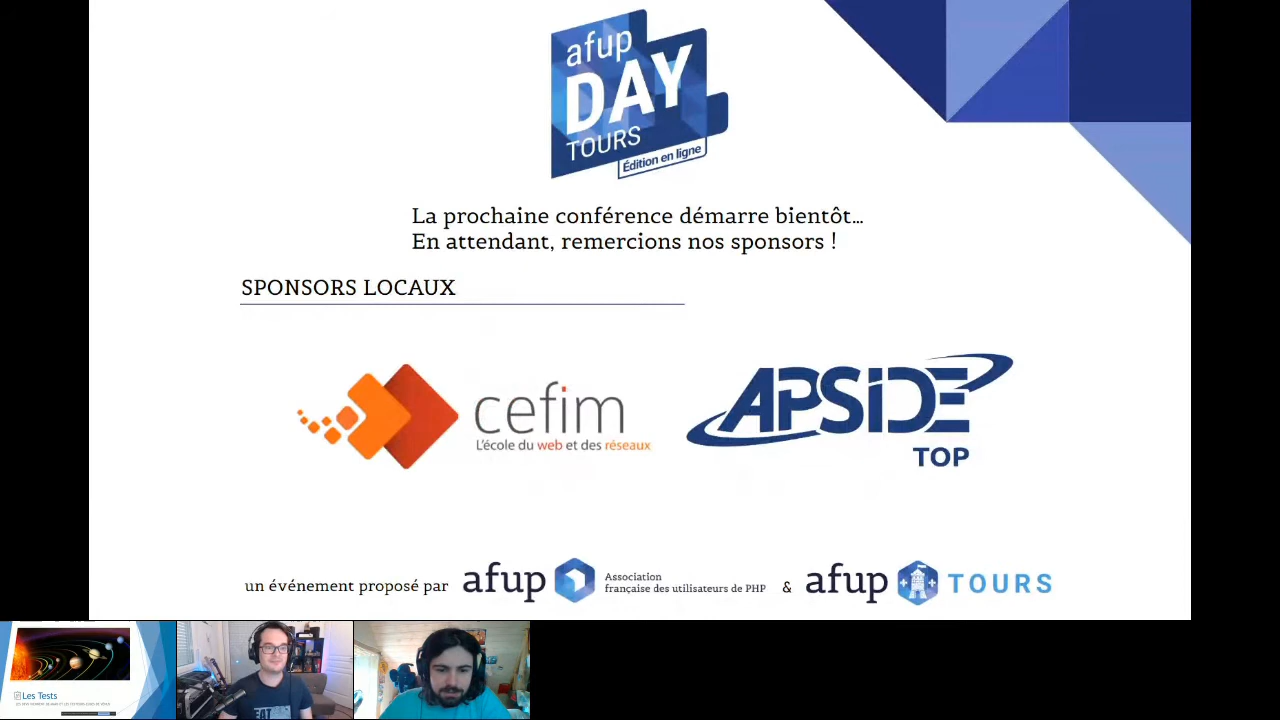 afup
DAY
TOURS
Édition en ligne
La prochaine conférence démarre bientôt...
En attendant, remercions nos sponsors !
SPONSORS LOCAUX
cefim
L'école du web et des réseaux
APSIDE
TOP
un événement proposé par
afup
Association
française des utilisateurs de PHP
&
afup
TOURS
Les Tests